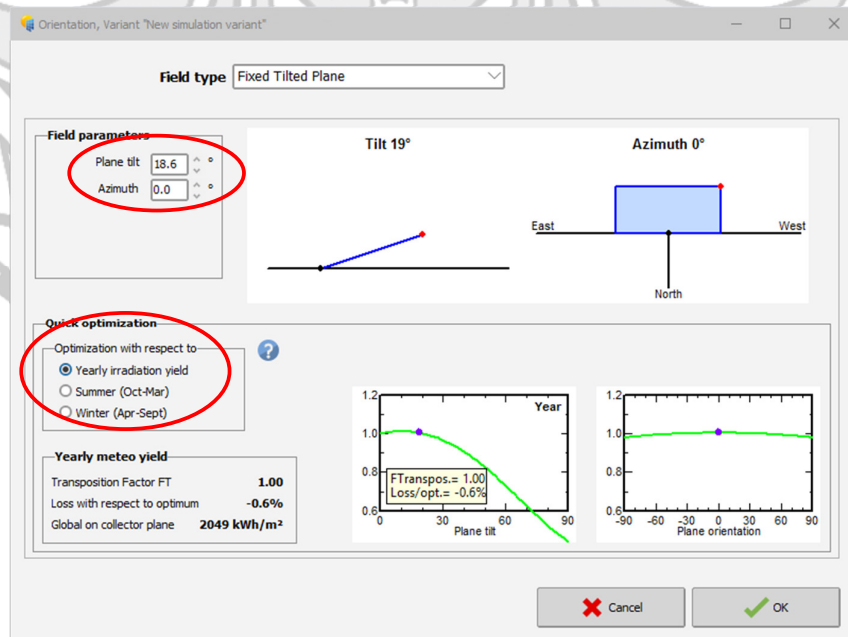 Orientation, Variant "New simulation variant"
Field type Fixed Tilted Plane
Field parameters
Plane tilt 18.6 °
Azimuth 0.0 °
Tilt 19°
Azimuth 0°
East West
North
Quick optimization
Optimization with respect to
Yearly irradiation yield
Summer (Oct-Mar)
Winter (Apr-Sept)
?
Yearly meteo yield
Transposition Factor FT 1.00
Loss with respect to optimum -0.6%
Global on collector plane 2049 kWh/m²
1.2
Year
1.0
0.8
FTranspos.= 1.00
Loss/opt.= -0.6%
0.6
0 30 60 90
Plane tilt
1.2
1.0
0.8
0.6
-90 -60 -30 0 30 60 90
Plane orientation
Cancel
OK